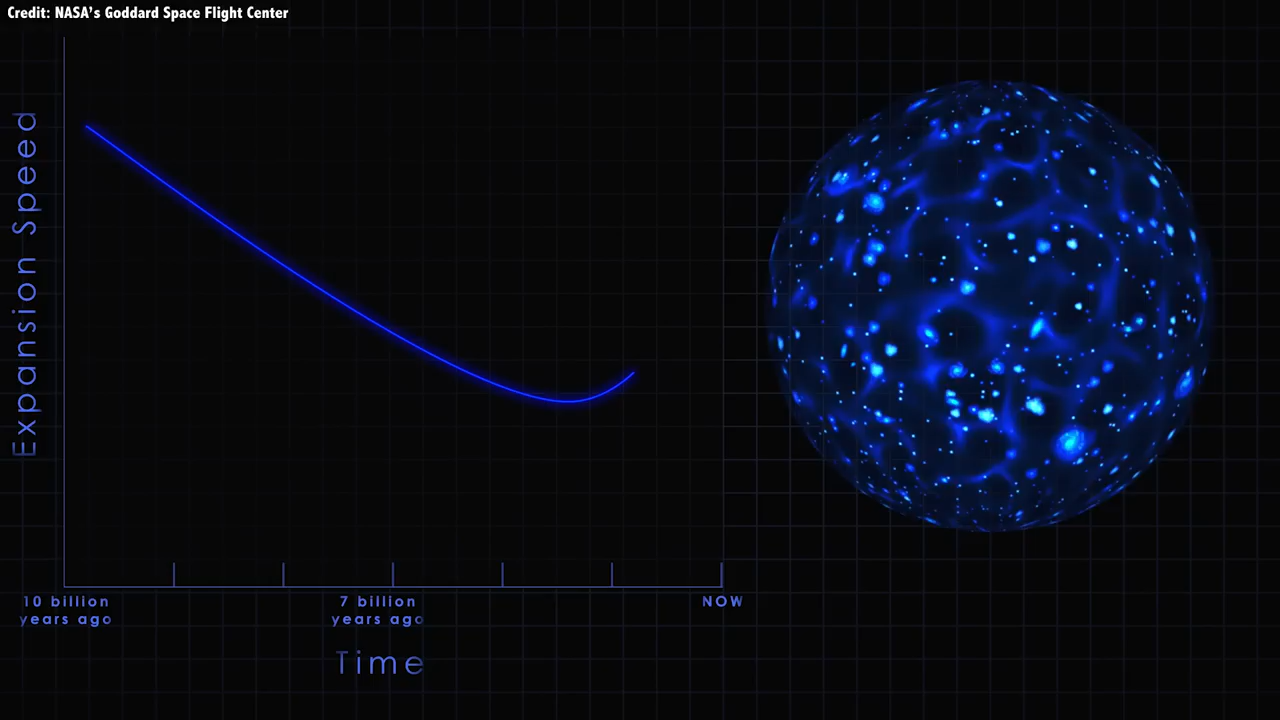 Credit: NASA's Goddard Space Flight Center
Expansion Speed
10 billion
years ago
7 billion
years ago
NOW
Time